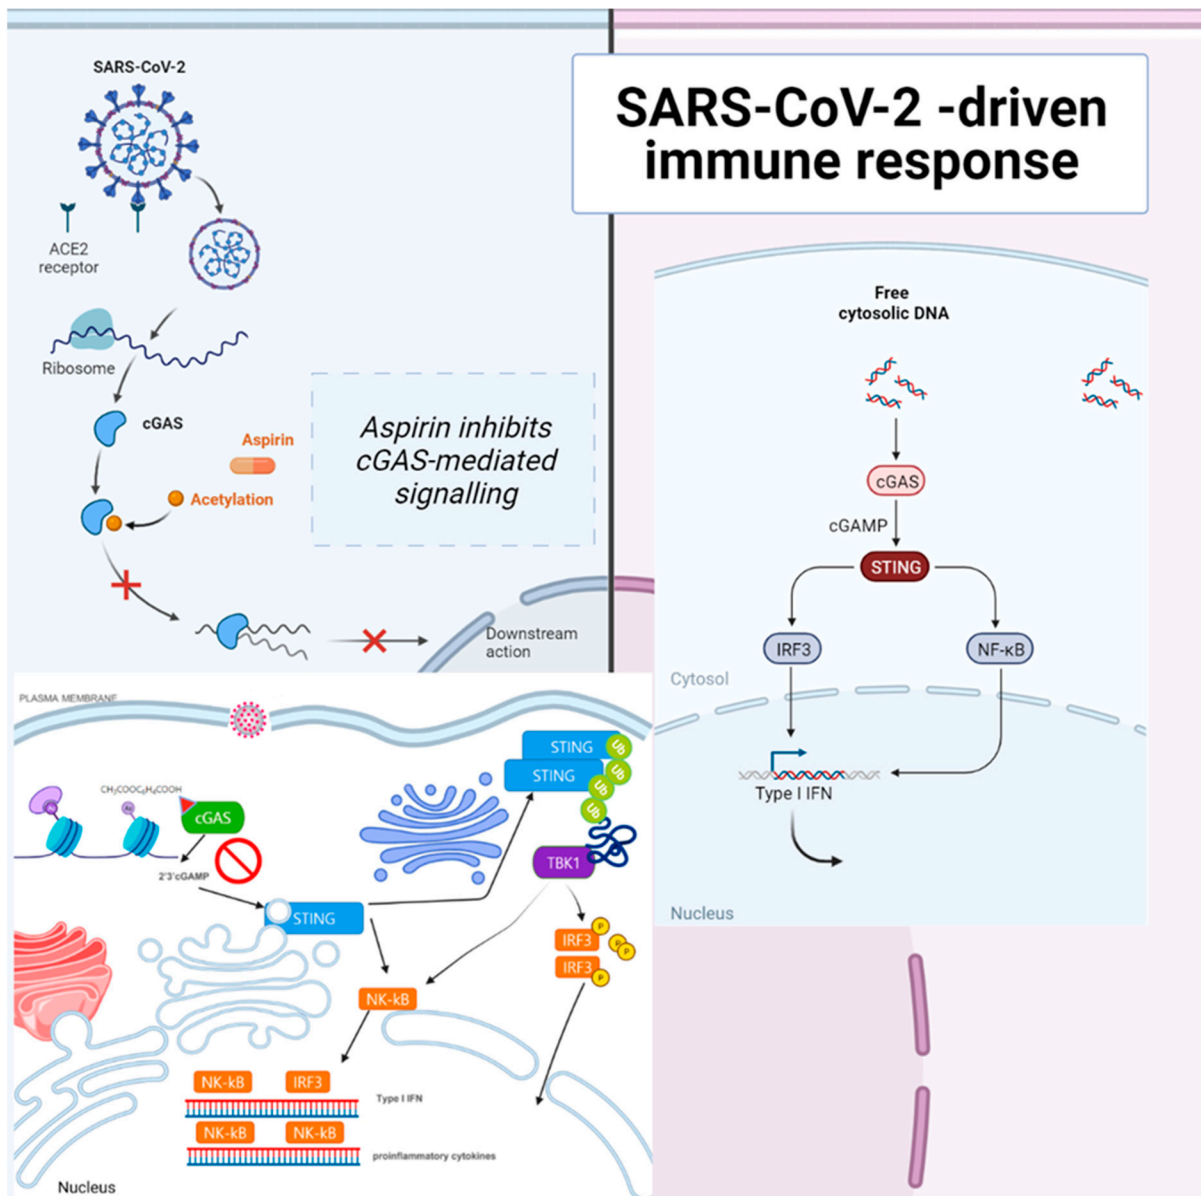 SARS-CoV-2
SARS-CoV-2 -driven
immune response
ACE2
receptor
Ribosome
cGAS
Aspirin
Acetylation
Aspirin inhibits
cGAS-mediated
signalling
Downstream
action
Free
cytosolic DNA
cGAS
cGAMP
STING
IRF3
NF-κB
Cytosol
Type I IFN
Nucleus
PLASMA MEMBRANE
STING
Ub
STING
Ub
Ub
Ub
CH₃COOC₆H₄COOH
Ac
Ac
cGAS
2'3'cGAMP
TBK1
STING
IRF3
P
P
P
P
IRF3
P
NK-kB
NK-kB
IRF3
Type I IFN
NK-kB
NK-kB
proinflammatory cytokines
Nucleus